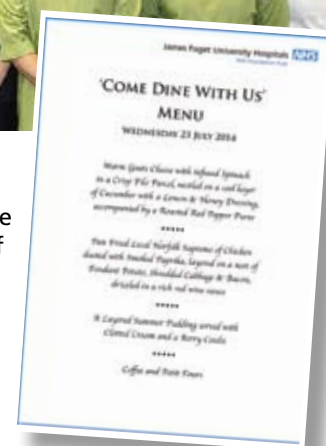 James Paget University Hospitals NHS
NHS Foundation Trust
'COME DINE WITH US'
MENU
WEDNESDAY 23 JULY 2014
Warm Goats Cheese with refined Spinach
in a Crisp Filo Parcel, nestled on a cool layer
of Cucumber with a Lemon & Honey Dressing,
accompanied by a Roasted Red Pepper Puree
*****
Pan Fried Local Norfolk Supreme of Chicken
dusted with Smoked Paprika, layered on a nest of
Fondant Potato, Shredded Cabbage & Bacon,
drizzled in a rich red wine sauce
*****
A Layered Summer Pudding served with
Clotted Cream and a Berry Coulis
*****
Coffee and Petit Fours
e
f